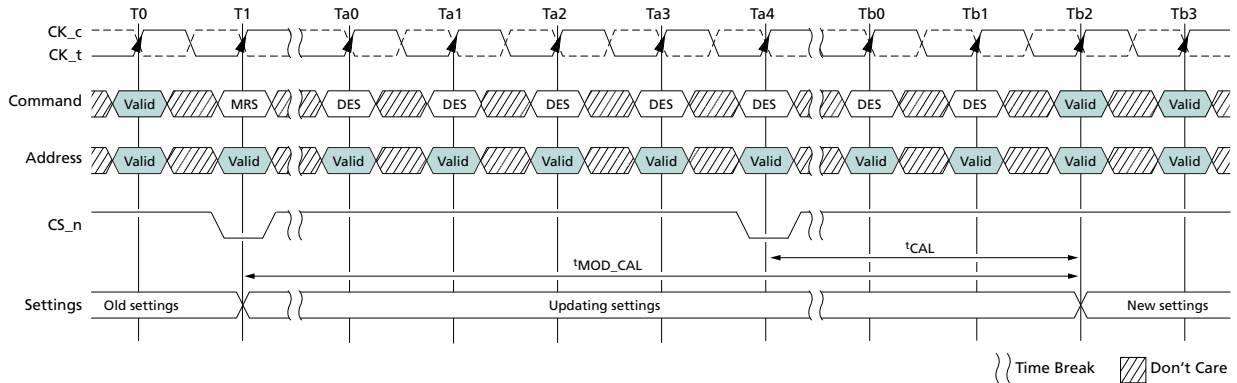 T0 T1 Ta0 Ta1 Ta2 Ta3 Ta4 Tb0 Tb1 Tb2 Tb3
CK_c
CK_t
Command Valid MRS DES DES DES DES DES DES DES Valid Valid
Address Valid Valid Valid Valid Valid Valid Valid Valid Valid Valid Valid
CS_n
tCAL
tMOD_CAL
Settings Old settings Updating settings New settings
Time Break Don't Care